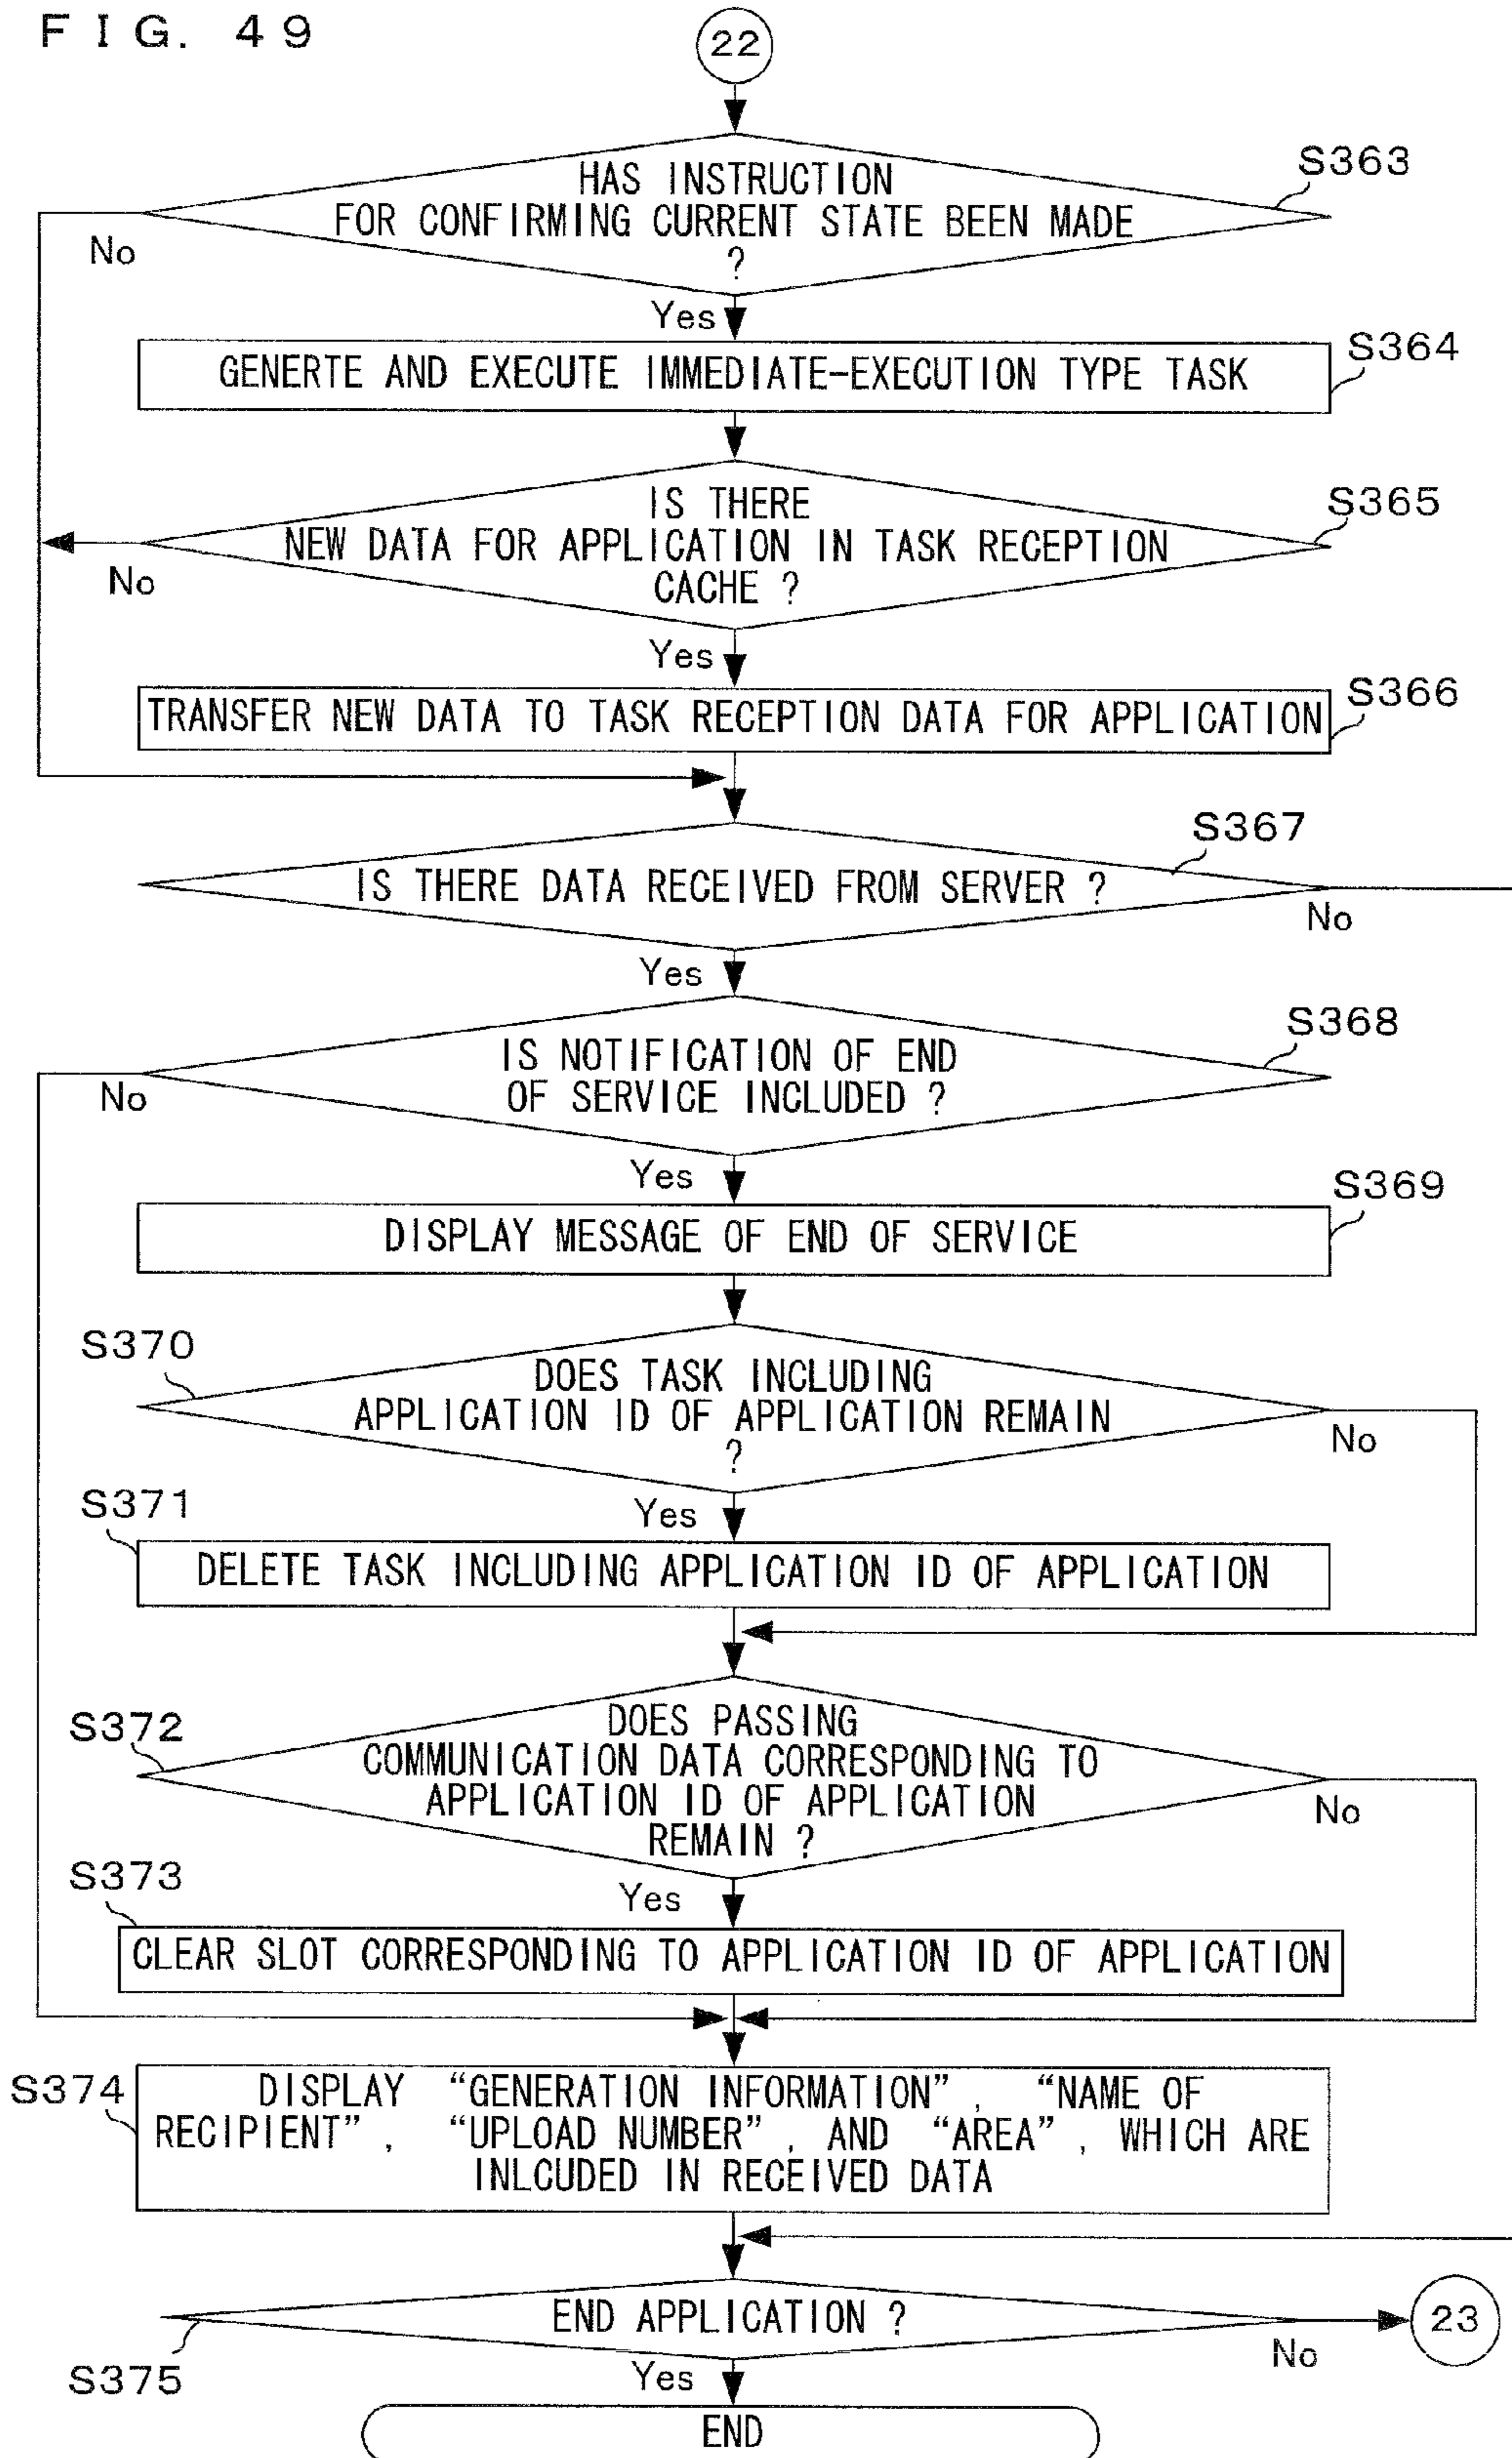 FIG. 49
22
HAS INSTRUCTION
FOR CONFIRMING CURRENT STATE BEEN MADE
?
S363
No
Yes
GENERTE AND EXECUTE IMMEDIATE-EXECUTION TYPE TASK
S364
IS THERE
NEW DATA FOR APPLICATION IN TASK RECEPTION
CACHE ?
S365
No
Yes
TRANSFER NEW DATA TO TASK RECEPTION DATA FOR APPLICATION
S366
IS THERE DATA RECEIVED FROM SERVER ?
S367
No
Yes
IS NOTIFICATION OF END
OF SERVICE INCLUDED ?
S368
No
Yes
DISPLAY MESSAGE OF END OF SERVICE
S369
S370
DOES TASK INCLUDING
APPLICATION ID OF APPLICATION REMAIN
?
No
Yes
S371
DELETE TASK INCLUDING APPLICATION ID OF APPLICATION
S372
DOES PASSING
COMMUNICATION DATA CORRESPONDING TO
APPLICATION ID OF APPLICATION
REMAIN ?
No
Yes
S373
CLEAR SLOT CORRESPONDING TO APPLICATION ID OF APPLICATION
S374
DISPLAY “GENERATION INFORMATION”, “NAME OF
RECIPIENT”, “UPLOAD NUMBER”, AND “AREA”, WHICH ARE
INLCUDED IN RECEIVED DATA
END APPLICATION ?
S375
No
23
Yes
END